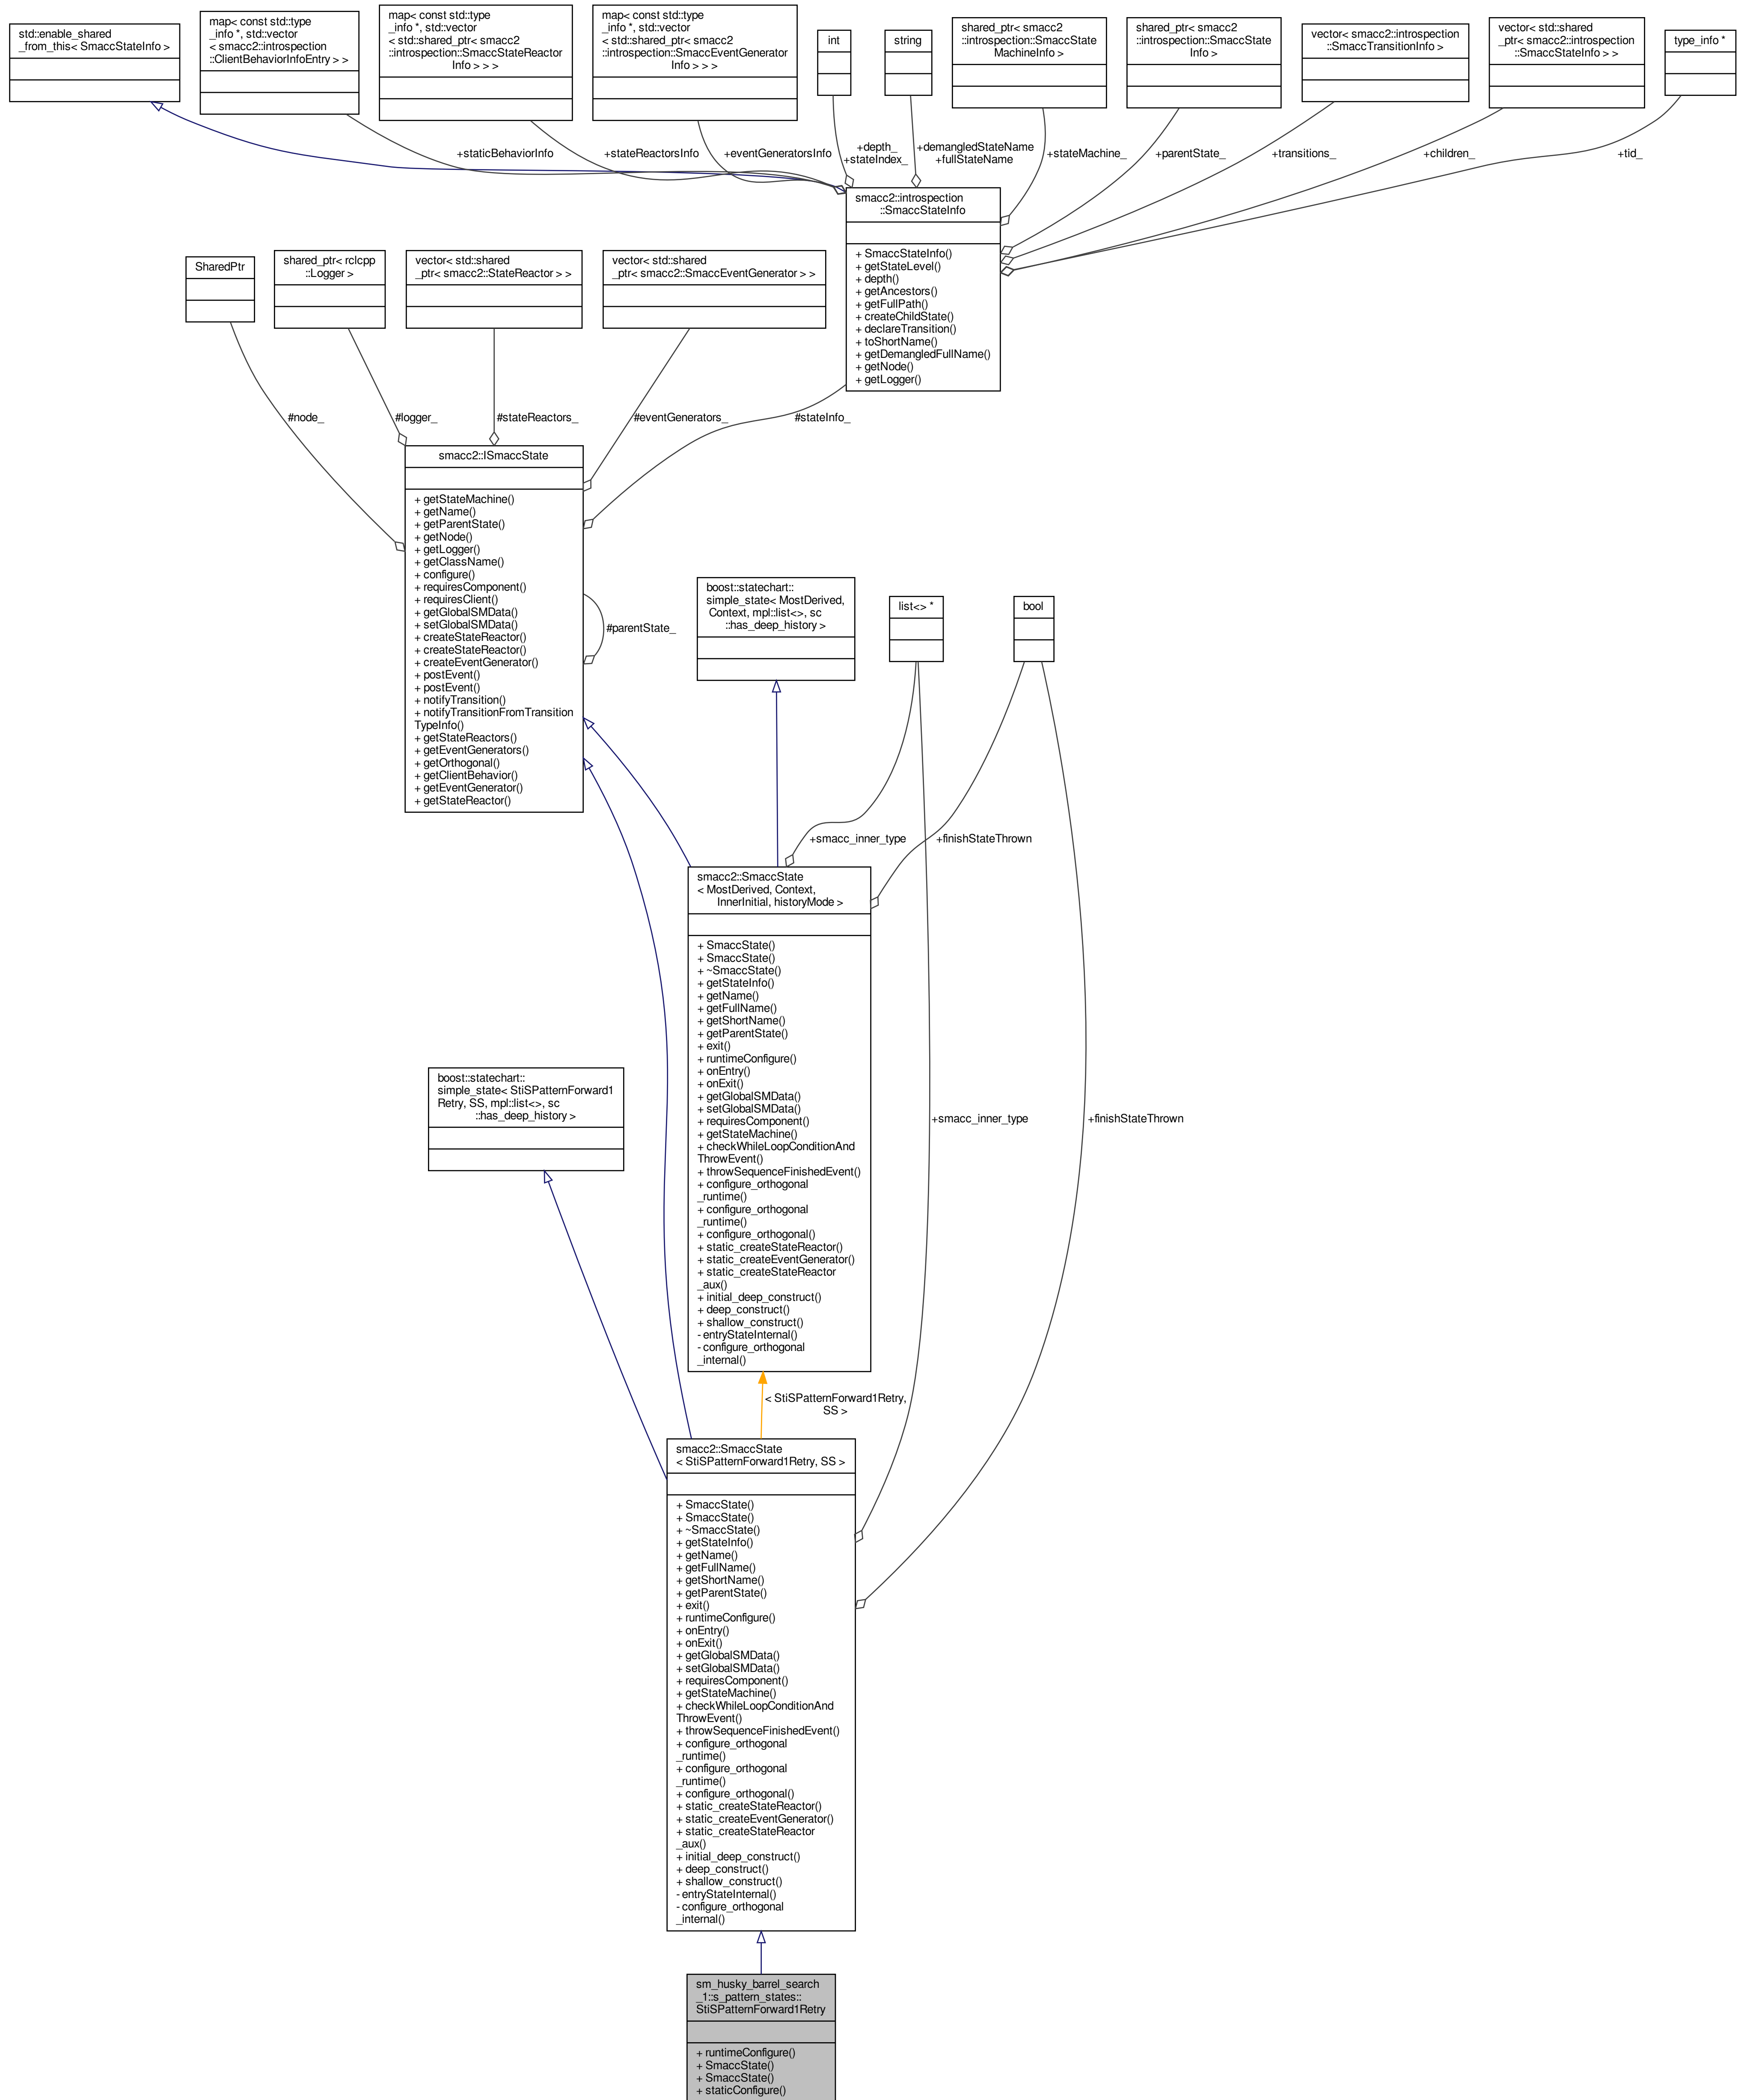 std::enable_shared
_from_this< SmaccStateInfo >
map< const std::type
_info *, std::vector
< smacc2::introspection
::ClientBehaviorInfoEntry > >
map< const std::type
_info *, std::vector
< std::shared_ptr< smacc2
::introspection::SmaccStateReactor
Info > > >
map< const std::type
_info *, std::vector
< std::shared_ptr< smacc2
::introspection::SmaccEventGenerator
Info > > >
int
string
shared_ptr< smacc2
::introspection::SmaccState
MachineInfo >
shared_ptr< smacc2
::introspection::SmaccState
Info >
vector< smacc2::introspection
::SmaccTransitionInfo >
vector< std::shared
_ptr< smacc2::introspection
::SmaccStateInfo > >
type_info *
+staticBehaviorInfo
+stateReactorsInfo
+eventGeneratorsInfo
+depth_
+stateIndex_
+demangledStateName
+fullStateName
+stateMachine_
+parentState_
+transitions_
+children_
+tid_
smacc2::introspection
::SmaccStateInfo
+ SmaccStateInfo()
+ getStateLevel()
+ depth()
+ getAncestors()
+ getFullPath()
+ createChildState()
+ declareTransition()
+ toShortName()
+ getDemangledFullName()
+ getNode()
+ getLogger()
SharedPtr
shared_ptr< rclcpp
::Logger >
vector< std::shared
_ptr< smacc2::StateReactor > >
vector< std::shared
_ptr< smacc2::SmaccEventGenerator > >
#node_
#logger_
#stateReactors_
#eventGenerators_
#stateInfo_
smacc2::ISmaccState
+ getStateMachine()
+ getName()
+ getParentState()
+ getNode()
+ getLogger()
+ getClassName()
+ configure()
+ requiresComponent()
+ requiresClient()
+ getGlobalSMData()
+ setGlobalSMData()
+ createStateReactor()
+ createStateReactor()
+ createEventGenerator()
+ postEvent()
+ postEvent()
+ notifyTransition()
+ notifyTransitionFromTransition
TypeInfo()
+ getStateReactors()
+ getEventGenerators()
+ getOrthogonal()
+ getClientBehavior()
+ getEventGenerator()
+ getStateReactor()
#parentState_
boost::statechart::
simple_state< MostDerived,
Context, mpl::list<>, sc
::has_deep_history >
list<> *
bool
+smacc_inner_type
+finishStateThrown
smacc2::SmaccState
< MostDerived, Context,
InnerInitial, historyMode >
+ SmaccState()
+ SmaccState()
+ ~SmaccState()
+ getStateInfo()
+ getName()
+ getFullName()
+ getShortName()
+ getParentState()
+ exit()
+ runtimeConfigure()
+ onEntry()
+ onExit()
+ getGlobalSMData()
+ setGlobalSMData()
+ requiresComponent()
+ getStateMachine()
+ checkWhileLoopConditionAnd
ThrowEvent()
+ throwSequenceFinishedEvent()
+ configure_orthogonal
_runtime()
+ configure_orthogonal
_runtime()
+ configure_orthogonal()
+ static_createStateReactor()
+ static_createEventGenerator()
+ static_createStateReactor
_aux()
+ initial_deep_construct()
+ deep_construct()
+ shallow_construct()
- entryStateInternal()
- configure_orthogonal
_internal()
boost::statechart::
simple_state< StiSPatternForward1
Retry, SS, mpl::list<>, sc
::has_deep_history >
+smacc_inner_type
+finishStateThrown
< StiSPatternForward1Retry,
SS >
smacc2::SmaccState
< StiSPatternForward1Retry, SS >
+ SmaccState()
+ SmaccState()
+ ~SmaccState()
+ getStateInfo()
+ getName()
+ getFullName()
+ getShortName()
+ getParentState()
+ exit()
+ runtimeConfigure()
+ onEntry()
+ onExit()
+ getGlobalSMData()
+ setGlobalSMData()
+ requiresComponent()
+ getStateMachine()
+ checkWhileLoopConditionAnd
ThrowEvent()
+ throwSequenceFinishedEvent()
+ configure_orthogonal
_runtime()
+ configure_orthogonal
_runtime()
+ configure_orthogonal()
+ static_createStateReactor()
+ static_createEventGenerator()
+ static_createStateReactor
_aux()
+ initial_deep_construct()
+ deep_construct()
+ shallow_construct()
- entryStateInternal()
- configure_orthogonal
_internal()
sm_husky_barrel_search
_1::s_pattern_states::
StiSPatternForward1Retry
+ runtimeConfigure()
+ SmaccState()
+ SmaccState()
+ staticConfigure()